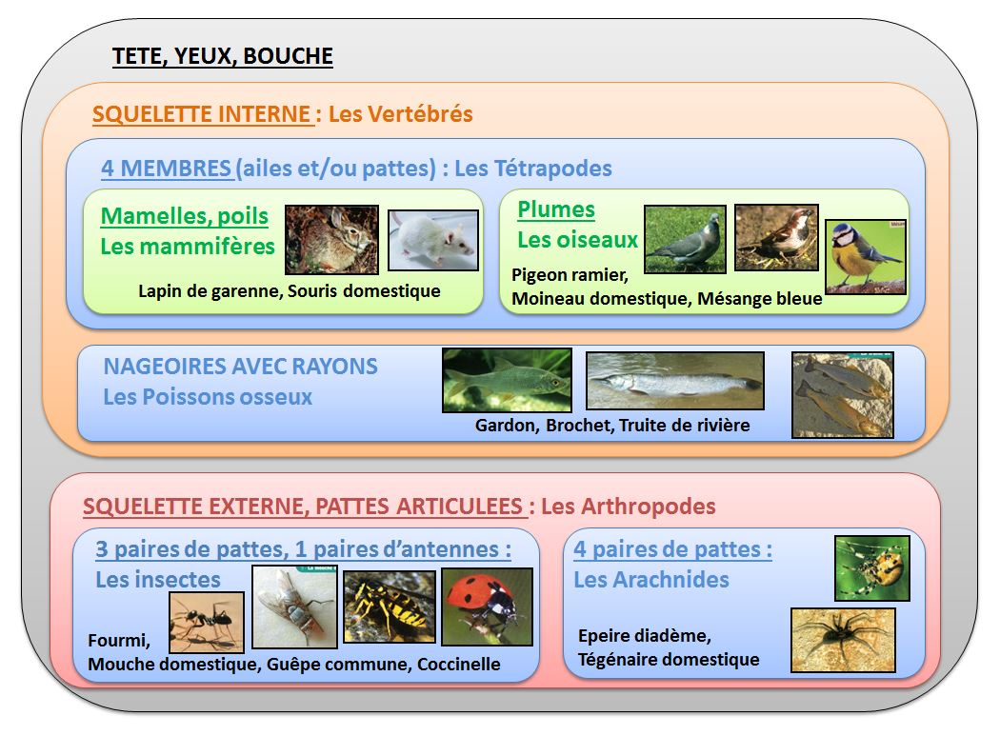 TETE, YEUX, BOUCHE
SQUELETTE INTERNE : Les Vertébrés
4 MEMBRES (ailes et/ou pattes) : Les Tétrapodes
Mamelles, poils
Les mammifères
Lapin de garenne, Souris domestique
Plumes
Les oiseaux
Pigeon ramier,
Moineau domestique, Mésange bleue
NAGEOIRES AVEC RAYONS
Les Poissons osseux
Gardon, Brochet, Truite de rivière
SQUELETTE EXTERNE, PATTES ARTICULEES : Les Arthropodes
3 paires de pattes, 1 paires d’antennes :
Les insectes
Fourmi,
Mouche domestique, Guêpe commune, Coccinelle
4 paires de pattes :
Les Arachnides
Epeire diadème,
Tégénaire domestique